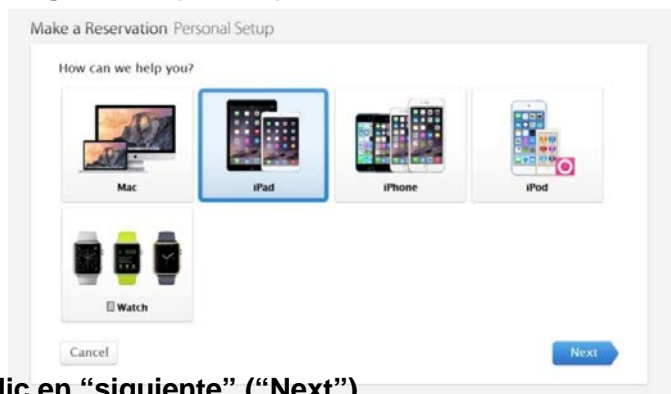 Make a Reservation Personal Setup
How can we help you?
Mac
iPad
iPhone
iPod
Watch
Cancel
Next
lic en “siguiente” (“Next”)